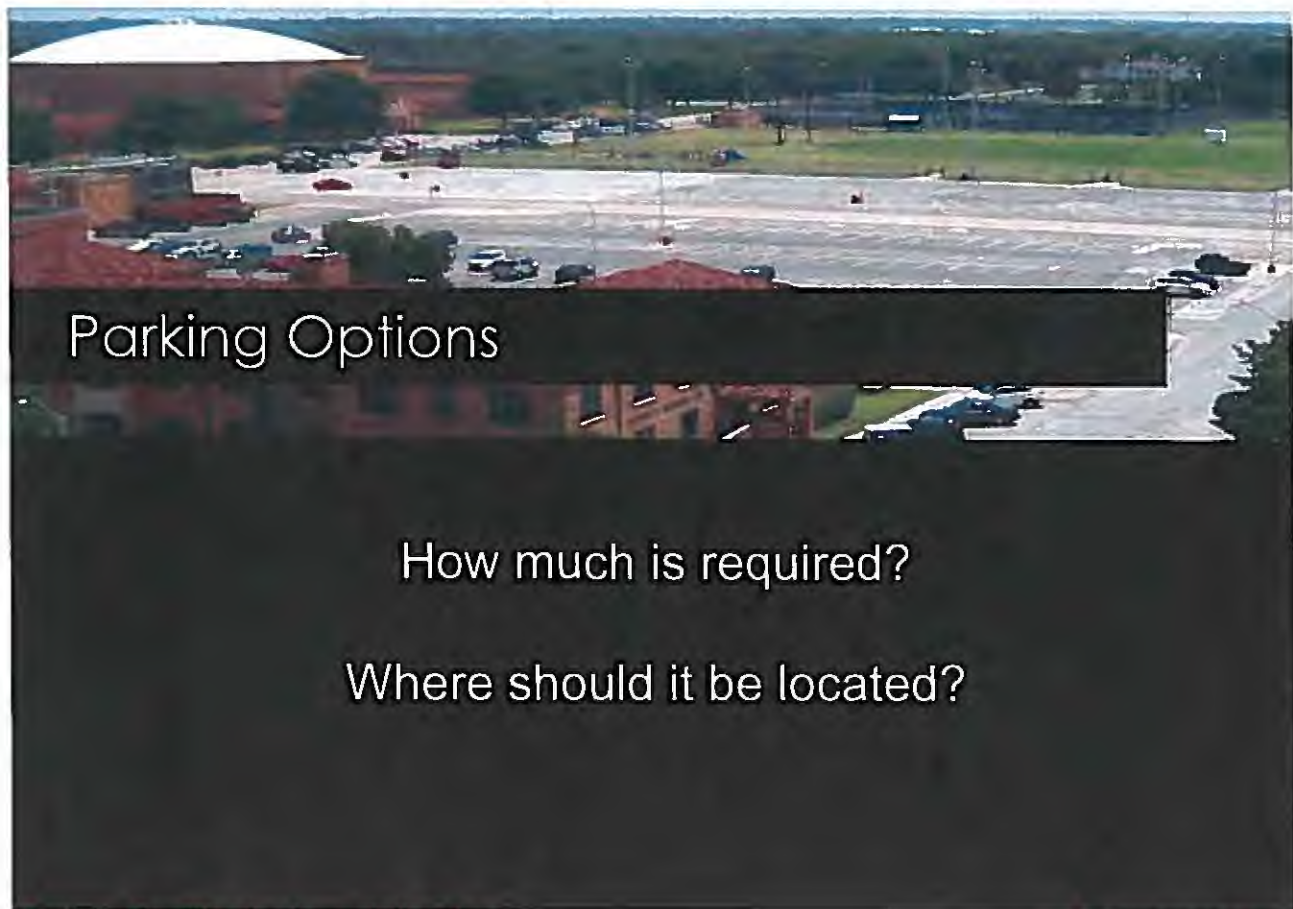 Parking Options
How much is required?
Where should it be located?